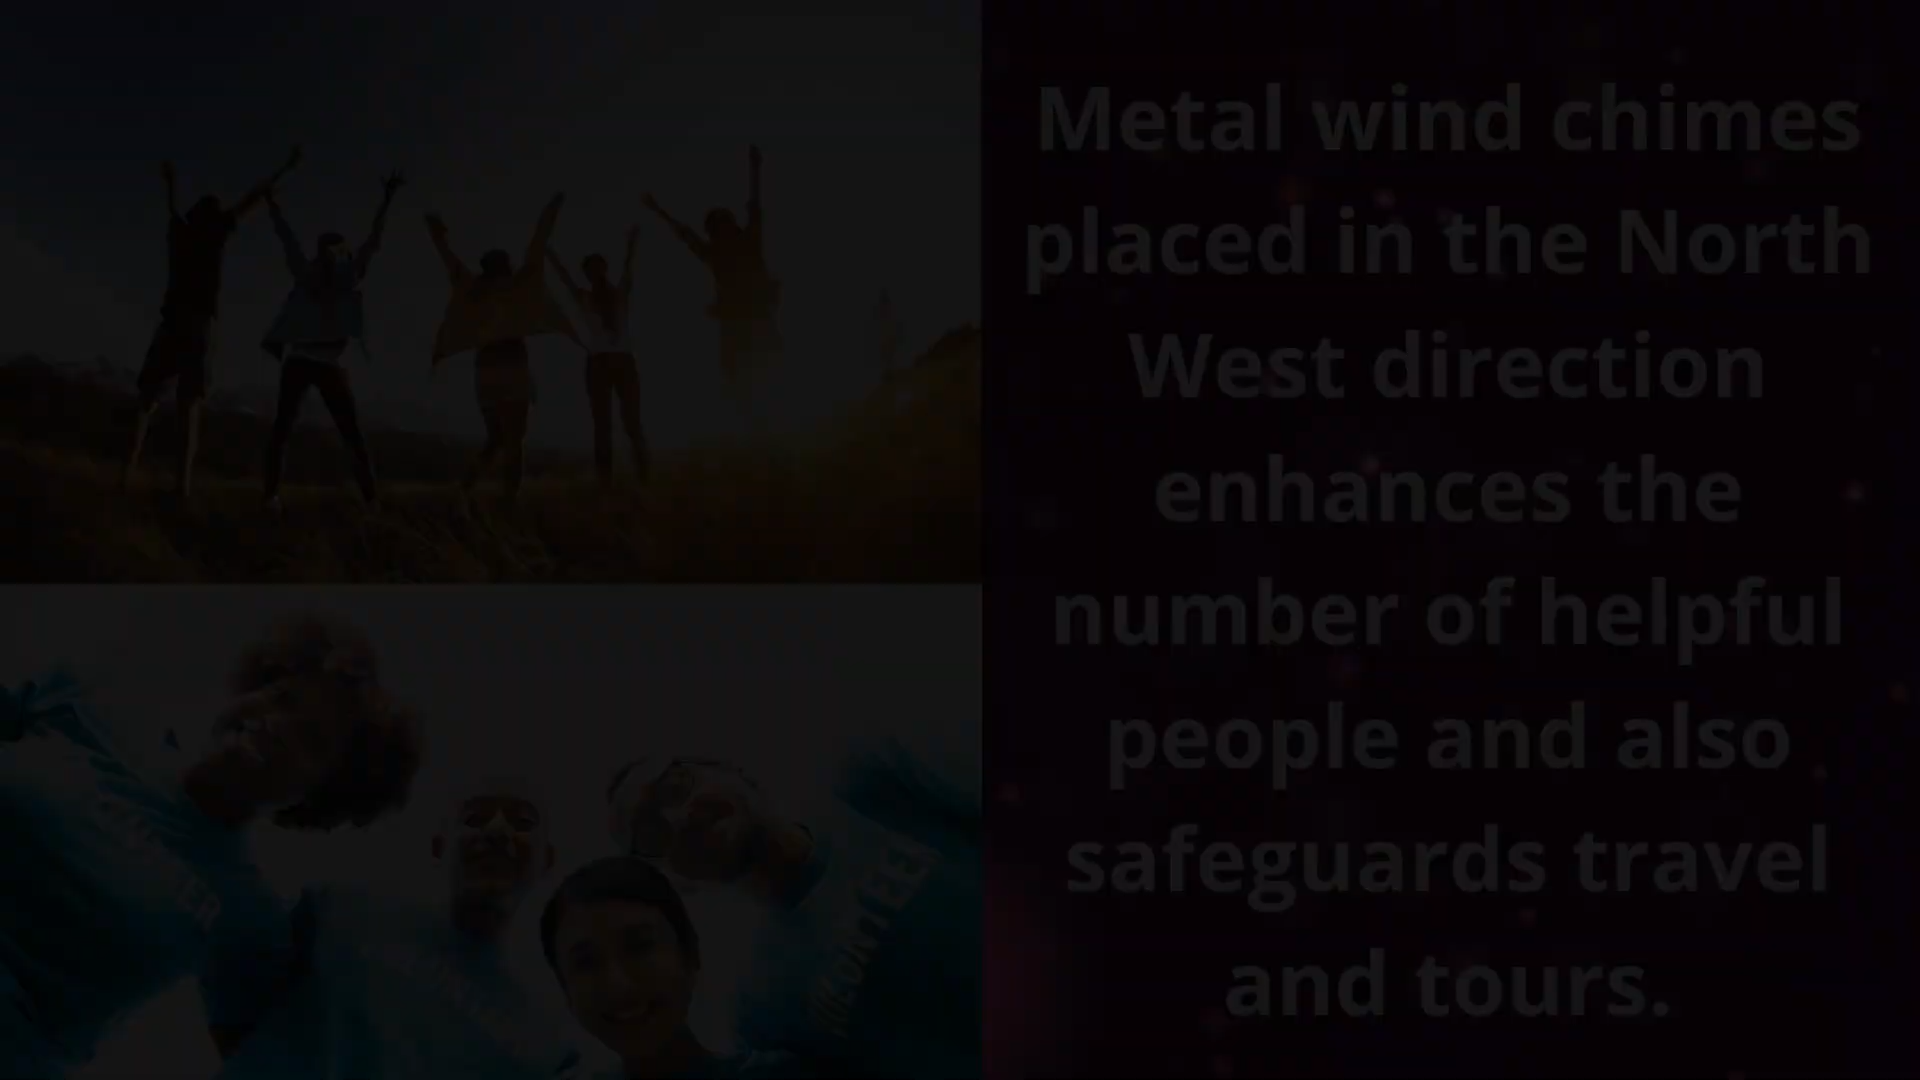 Metal wind chimes
placed in the North
West direction
enhances the
number of helpful
people and also
safeguards travel
and tours.